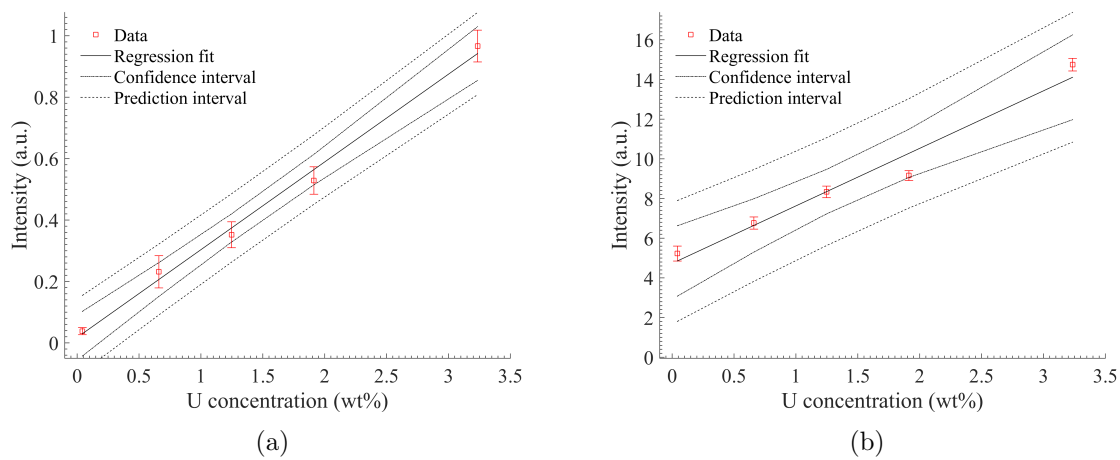 1
0.8
0.6
0.4
0.2
0
Intensity (a.u.)
Data
Regression fit
Confidence interval
Prediction interval
0 0.5 1 1.5 2 2.5 3 3.5
U concentration (wt%)
(a)
16
14
12
10
8
6
4
2
0
Intensity (a.u.)
Data
Regression fit
Confidence interval
Prediction interval
0 0.5 1 1.5 2 2.5 3 3.5
U concentration (wt%)
(b)